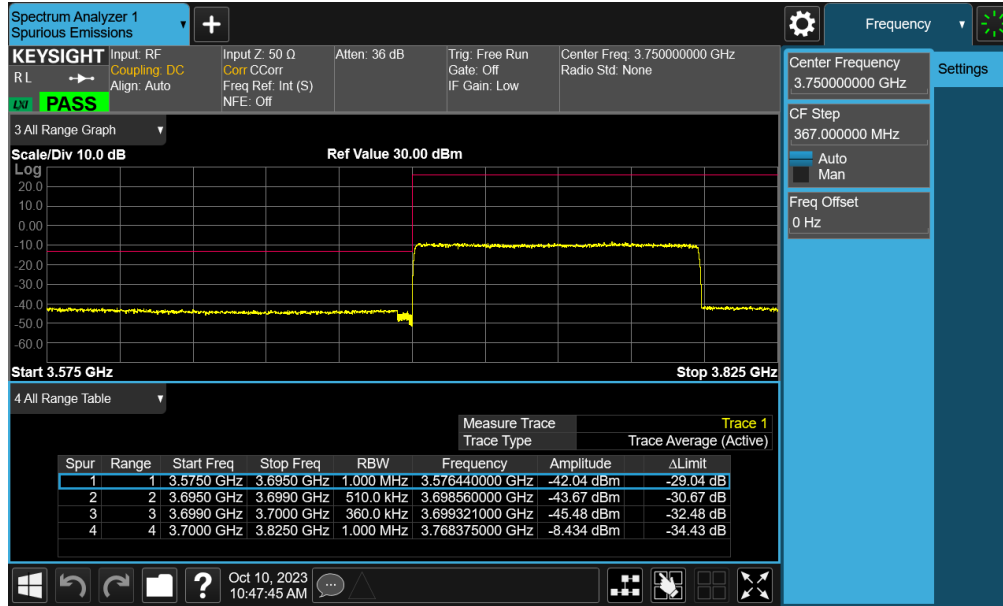 Spectrum Analyzer 1
Spurious Emissions
+
Frequency
KEYSIGHT
R L
LXI
PASS
Input: RF
Coupling: DC
Align: Auto
Input Z: 50 Ω
Corr CCorr
Freq Ref: Int (S)
NFE: Off
Atten: 36 dB
Trig: Free Run
Gate: Off
IF Gain: Low
Center Freq: 3.750000000 GHz
Radio Std: None
Center Frequency
3.750000000 GHz
Settings
CF Step
367.000000 MHz
Auto
Man
Freq Offset
0 Hz
3 All Range Graph
Scale/Div 10.0 dB
Ref Value 30.00 dBm
Log
20.0
10.0
0.00
-10.0
-20.0
-30.0
-40.0
-50.0
-60.0
Start 3.575 GHz
Stop 3.825 GHz
4 All Range Table
Measure Trace Trace 1
Trace Type Trace Average (Active)
Spur Range Start Freq Stop Freq RBW Frequency Amplitude ΔLimit
1 1 3.5750 GHz 3.6950 GHz 1.000 MHz 3.576440000 GHz -42.04 dBm -29.04 dB
2 2 3.6950 GHz 3.6990 GHz 510.0 kHz 3.698560000 GHz -43.67 dBm -30.67 dB
3 3 3.6990 GHz 3.7000 GHz 360.0 kHz 3.699321000 GHz -45.48 dBm -32.48 dB
4 4 3.7000 GHz 3.8250 GHz 1.000 MHz 3.768375000 GHz -8.434 dBm -34.43 dB
?
Oct 10, 2023
10:47:45 AM